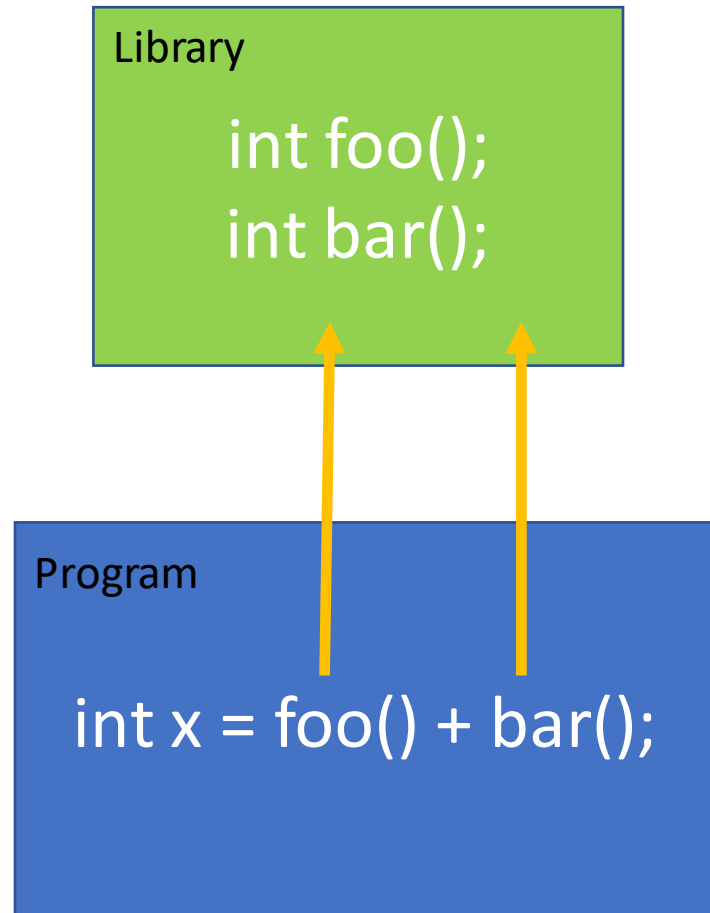 Library
int foo();
int bar();
Program
int x = foo() + bar();